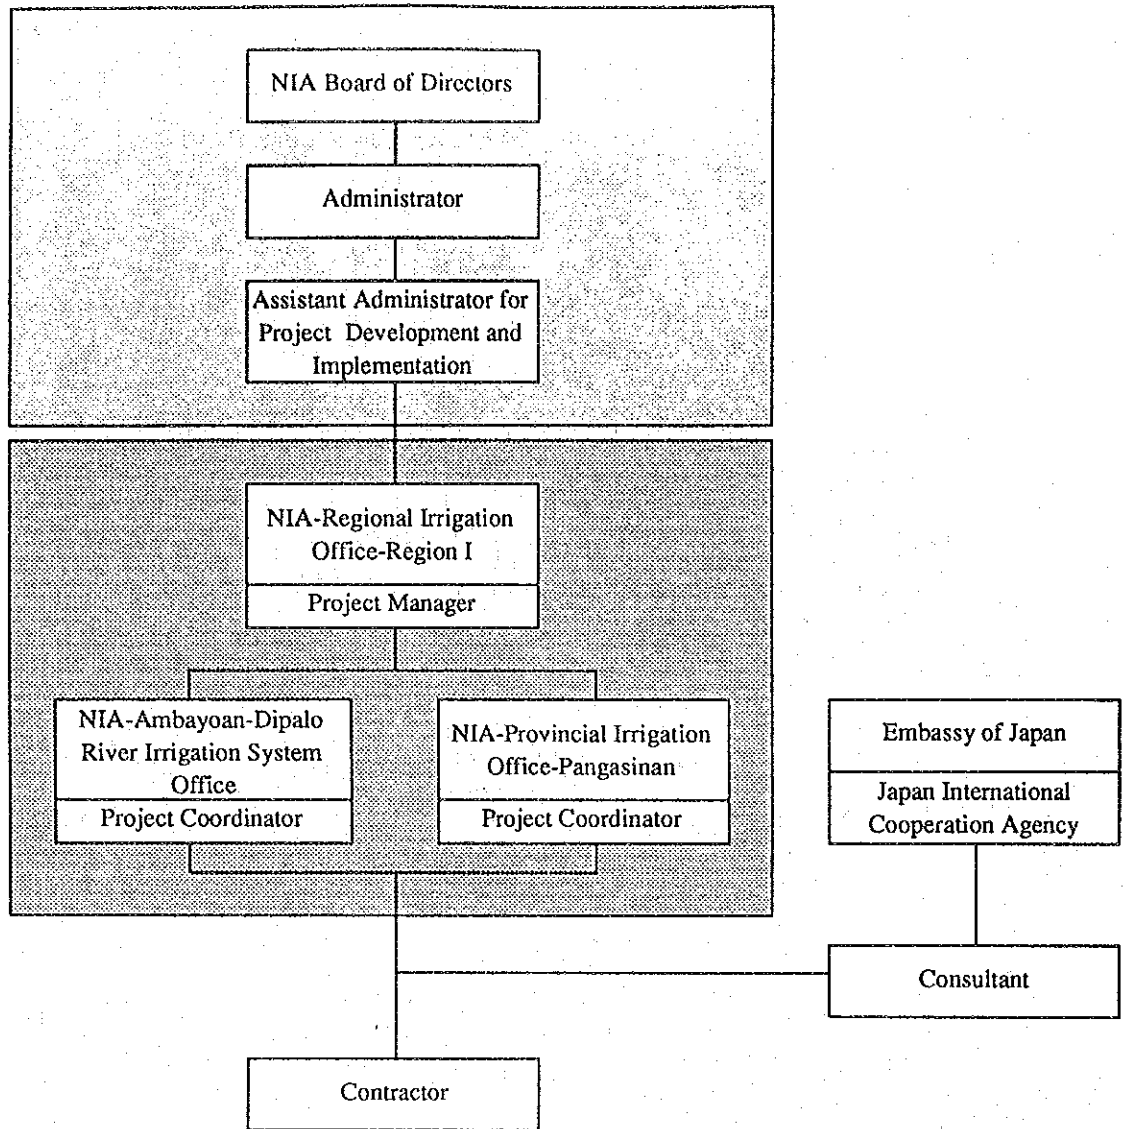 NIA Board of Directors
Administrator
Assistant Administrator for
Project Development and
Implementation
NIA-Regional Irrigation
Office-Region I
Project Manager
NIA-Ambayoan-Dipalo
River Irrigation System
Office
Project Coordinator
NIA-Provincial Irrigation
Office-Pangasinan
Project Coordinator
Embassy of Japan
Japan International
Cooperation Agency
Consultant
Contractor